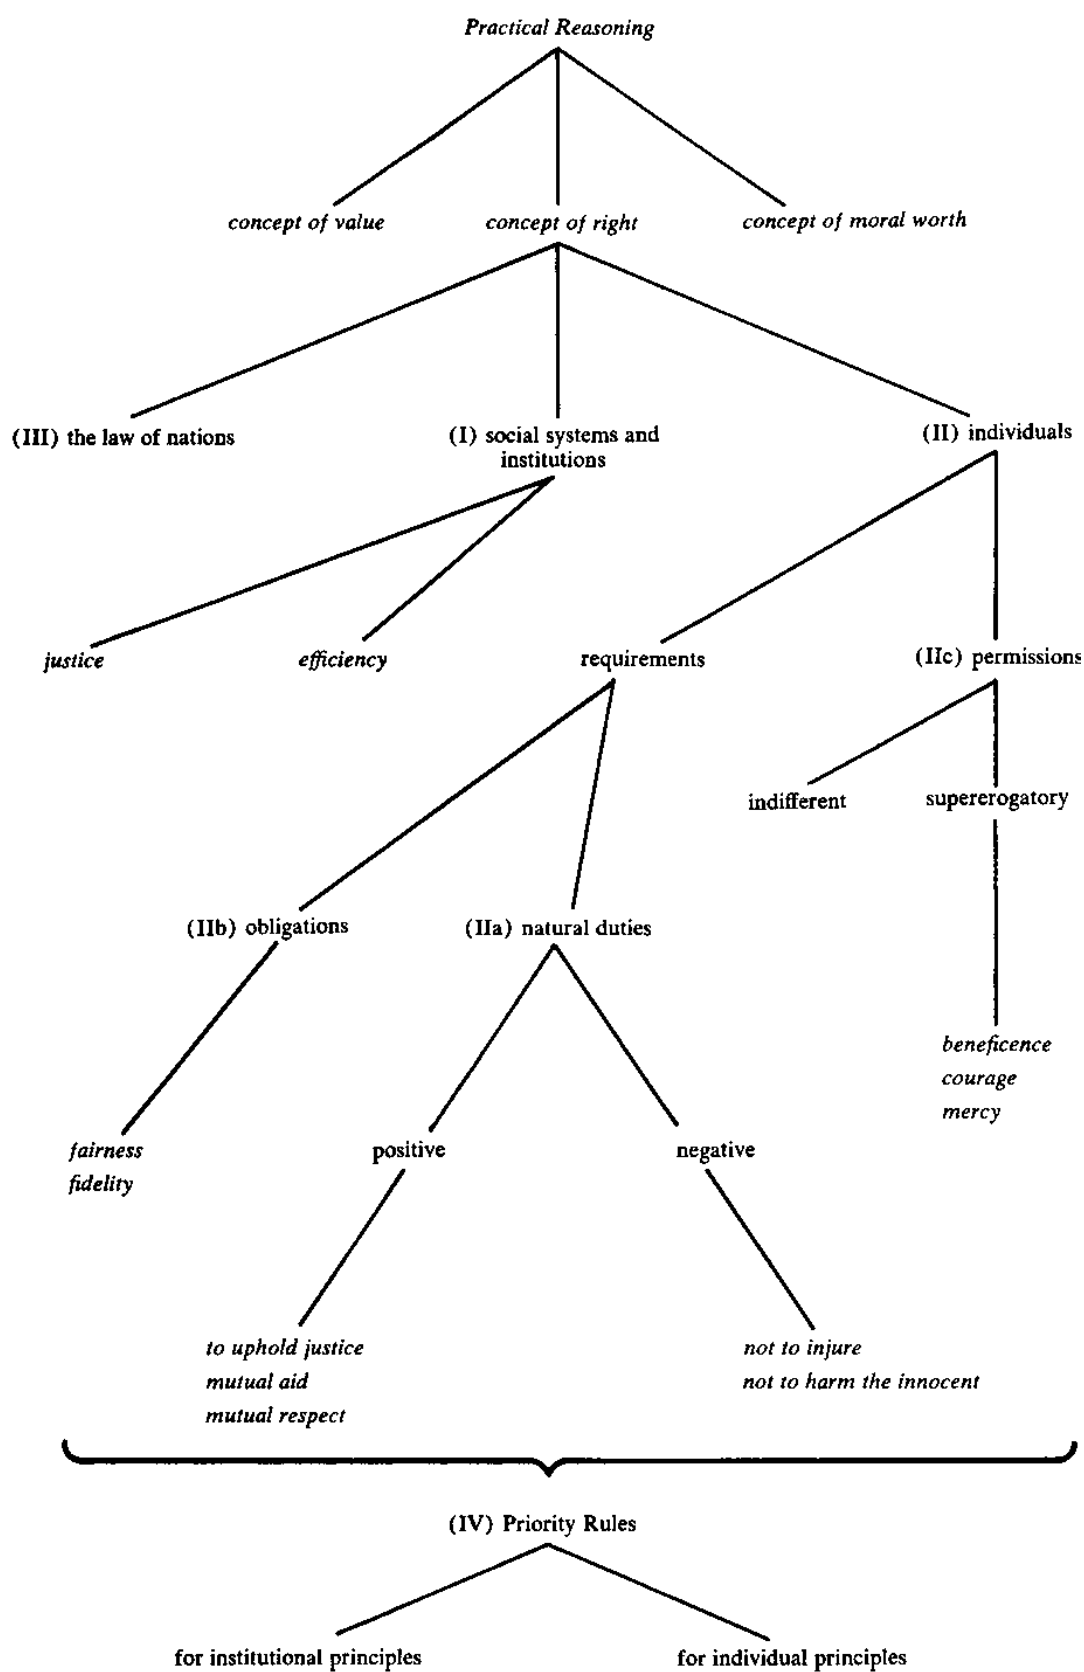 Practical Reasoning
concept of value
concept of right
concept of moral worth
(III) the law of nations
(I) social systems and
institutions
(II) individuals
justice
efficiency
requirements
(IIc) permissions
indifferent
supererogatory
(IIb) obligations
(IIa) natural duties
beneficence
courage
mercy
fairness
fidelity
positive
negative
to uphold justice
mutual aid
mutual respect
not to injure
not to harm the innocent
(IV) Priority Rules
for institutional principles
for individual principles